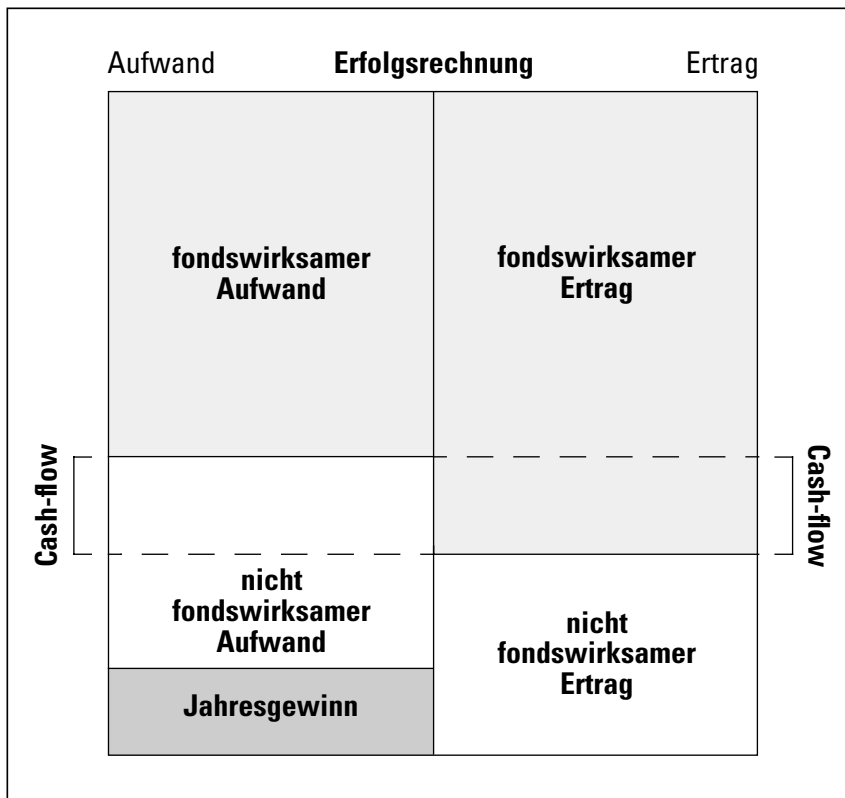 Aufwand Erfolgsrechnung Ertrag
fondswirksamer
Aufwand
fondswirksamer
Ertrag
Cash-flow
Cash-flow
nicht
fondswirksamer
Aufwand
nicht
fondswirksamer
Ertrag
Jahresgewinn